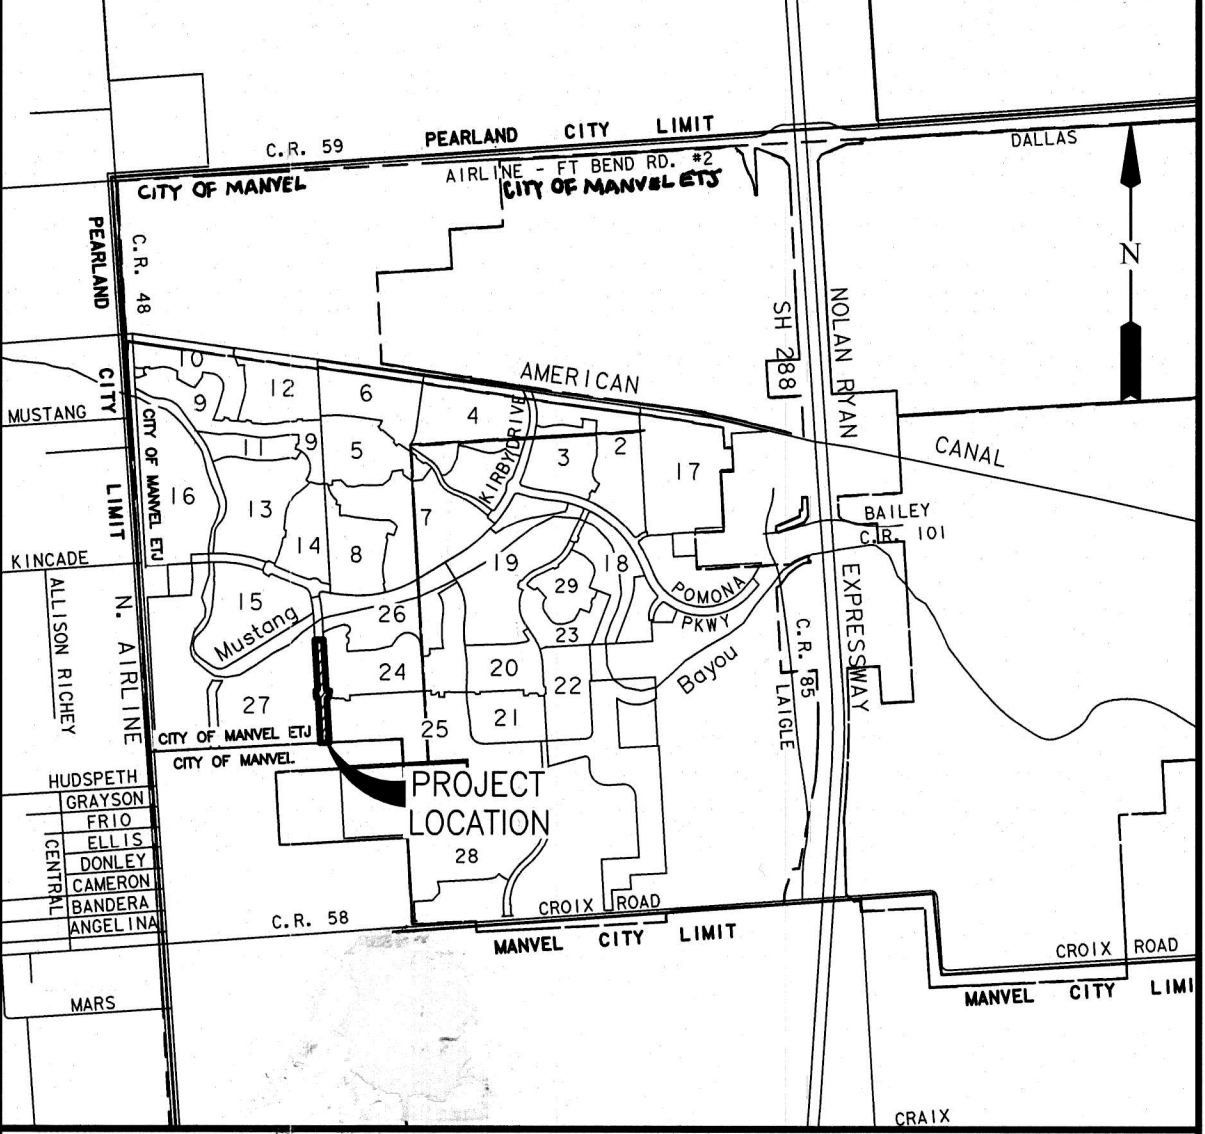 PEARLAND CITY LIMIT
C.R. 59
DALLAS
AIRLINE - FT BEND RD. #2
CITY OF MANVEL
CITY OF MANVEL ETJ
PEARLAND CITY LIMIT
C.R. 48
N
SH 288
NOLAN RYAN EXPRESSWAY
AMERICAN CANAL
10
12
6
9
4
KIRBY DRIVE
MUSTANG
CITY OF MANVEL ETJ
11
9
5
3
2
17
16
13
7
14
8
19
18
BAILEY
C.R. 101
KINCADE
ALLISON RICHEY
N. AIRLINE
15
Mustang
26
29
23
POMONA
PKWY
Bayou
C.R. 85
LAIGLE
24
20
22
27
21
25
CITY OF MANVEL ETJ
CITY OF MANVEL
PROJECT
LOCATION
HUDSPETH
GRAYSON
FRIO
ELLIS
DONLEY
CAMERON
BANDERA
ANGELINA
CENTRAL
28
C.R. 58
CROIX ROAD
MANVEL CITY LIMIT
CROIX ROAD
MANVEL CITY LIMI
MARS
CRAIX